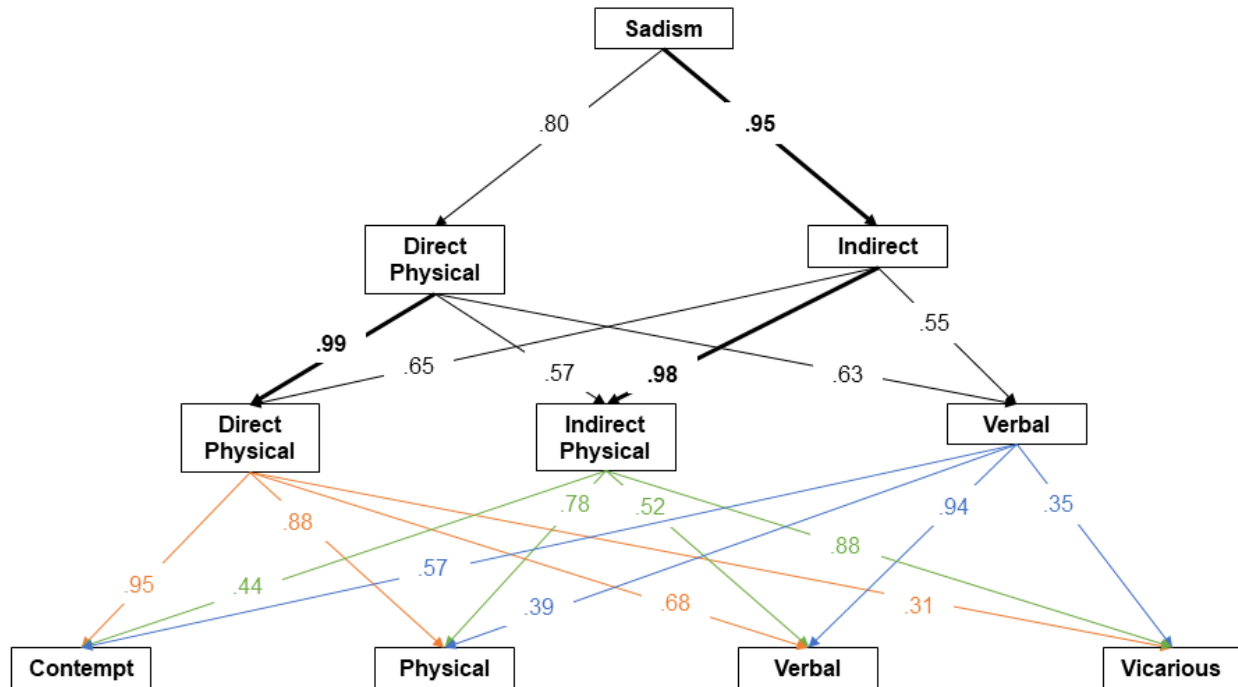 Sadism
.80
.95
Direct
Physical
Indirect
.99
.65
.57
.98
.63
.55
Direct
Physical
Indirect
Physical
Verbal
.95
.88
.44
.78
.52
.57
.39
.68
.94
.35
.88
.31
Contempt
Physical
Verbal
Vicarious